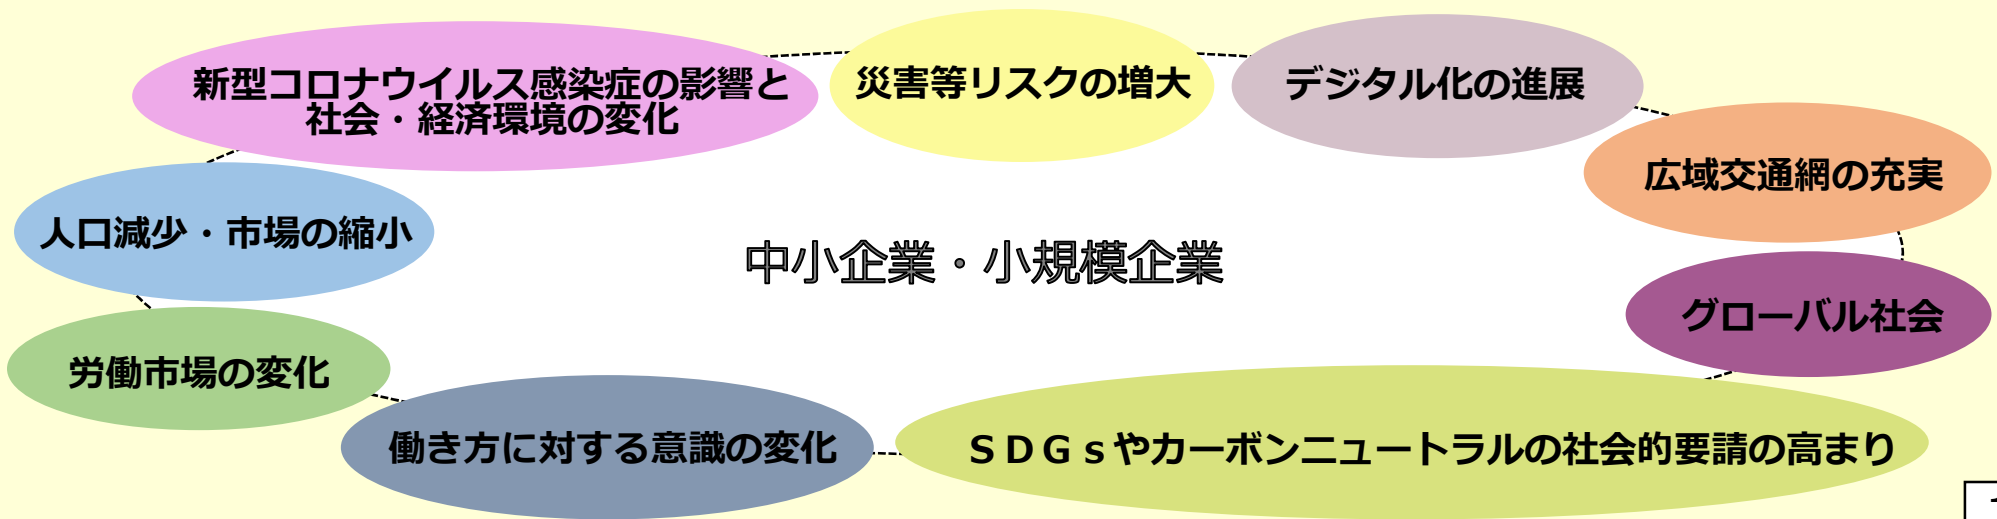 新型コロナウイルス感染症の影響と
社会・経済環境の変化
災害等リスクの増大
デジタル化の進展
広域交通網の充実
人口減少・市場の縮小
中小企業・小規模企業
グローバル社会
労働市場の変化
働き方に対する意識の変化
ＳＤＧｓやカーボンニュートラルの社会的要請の高まり